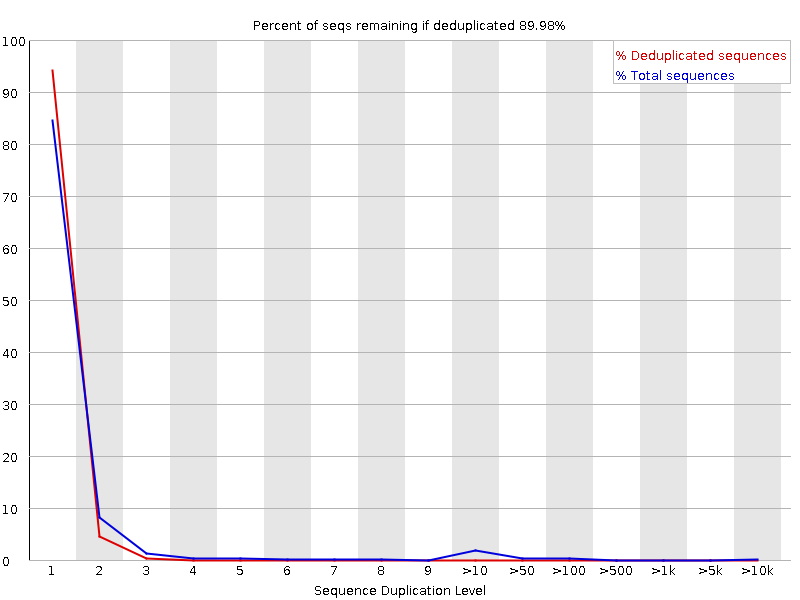 Percent of seqs remaining if deduplicated 89.98%
% Deduplicated sequences
% Total sequences
100
90
80
70
60
50
40
30
20
10
0
1 2 3 4 5 6 7 8 9 >10 >50 >100 >500 >1k >5k >10k
Sequence Duplication Level